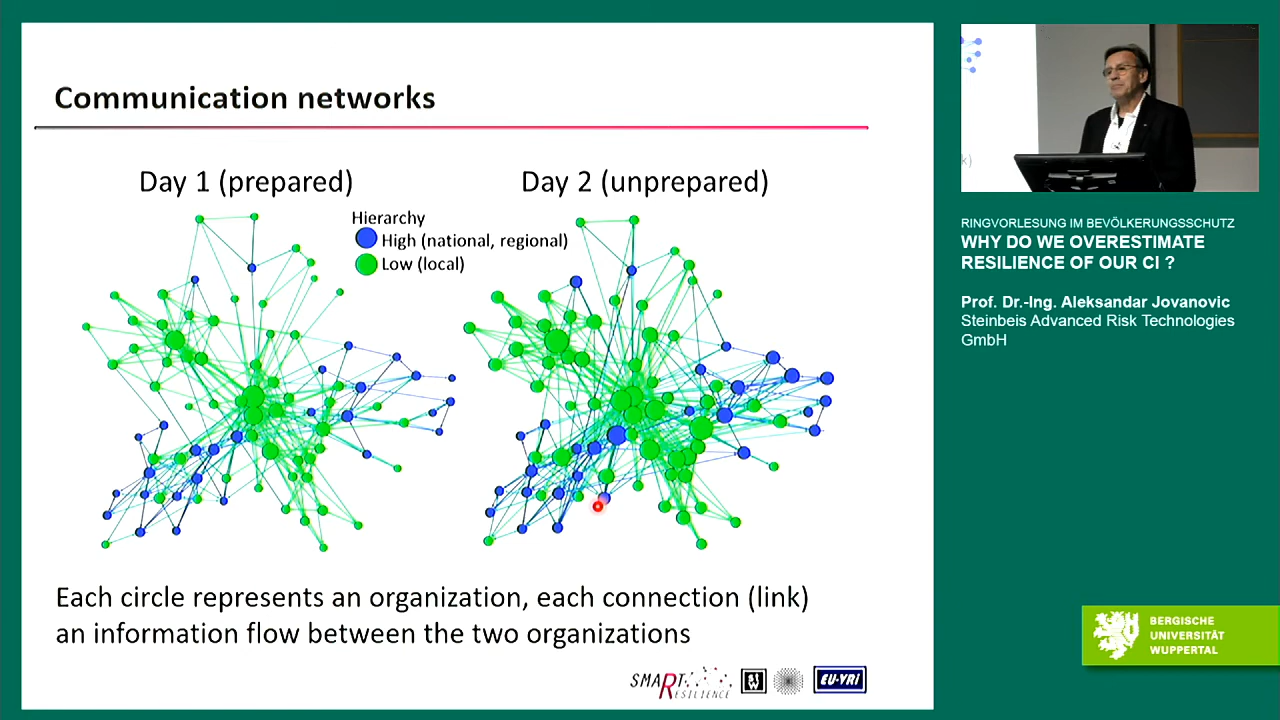 Communication networks
Day 1 (prepared)
Day 2 (unprepared)
Hierarchy
High (national, regional)
Low (local)
Each circle represents an organization, each connection (link)
an information flow between the two organizations
SMART
RESILIENCE
EU-VRi
k)
RINGVORLESUNG IM BEVÖLKERUNGSSCHUTZ
WHY DO WE OVERESTIMATE
RESILIENCE OF OUR CI ?
Prof. Dr.-Ing. Aleksandar Jovanovic
Steinbeis Advanced Risk Technologies
GmbH
BERGISCHE
UNIVERSITÄT
WUPPERTAL